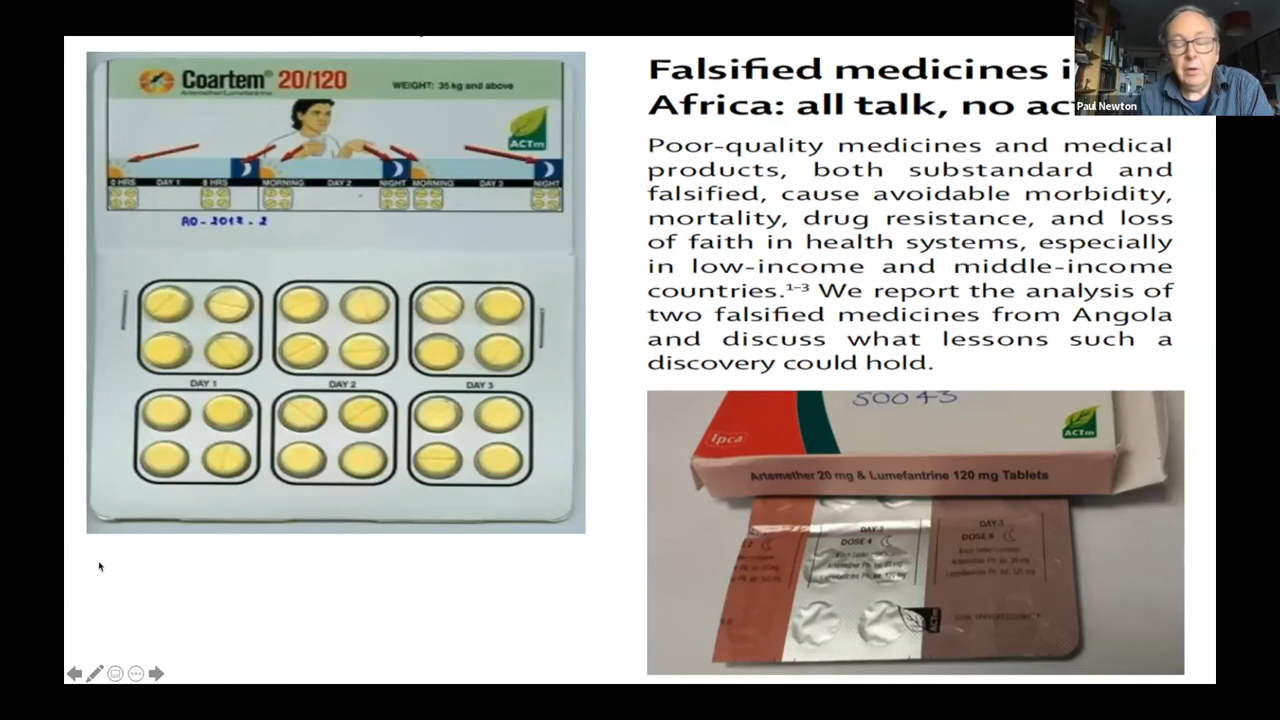 Coartem® 20/120
Artemether/Lumefantrine
WEIGHT: 35 kg and above
ACTm
0 HRS DAY 1 8 HRS MORNING DAY 2 NIGHT MORNING DAY 3 NIGHT
AO-2012-2
DAY 1 DAY 2 DAY 3
Falsified medicines i
Africa: all talk, no ac
Paul Newton
Poor-quality medicines and medical
products, both substandard and
falsified, cause avoidable morbidity,
mortality, drug resistance, and loss
of faith in health systems, especially
in low-income and middle-income
countries.1–3 We report the analysis of
two falsified medicines from Angola
and discuss what lessons such a
discovery could hold.
50043
Ipca
ACTm
Artemether 20 mg & Lumefantrine 120 mg Tablets
DAY 2
DOSE 4
DAY 3
DOSE 6
ACTm